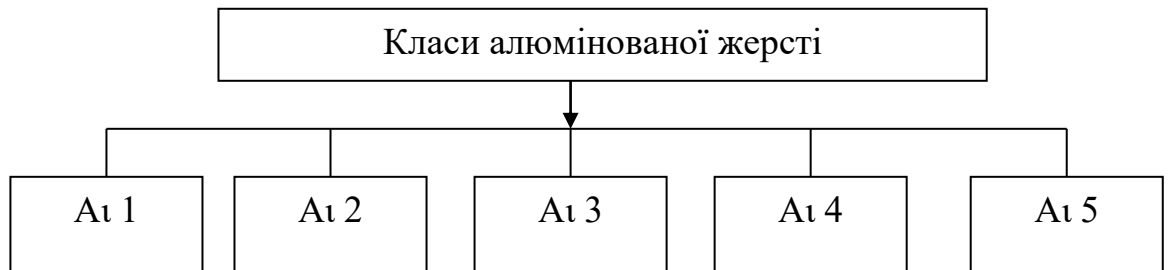 Класи алюмінованої жерсті
Aι 1
Aι 2
Aι 3
Aι 4
Aι 5